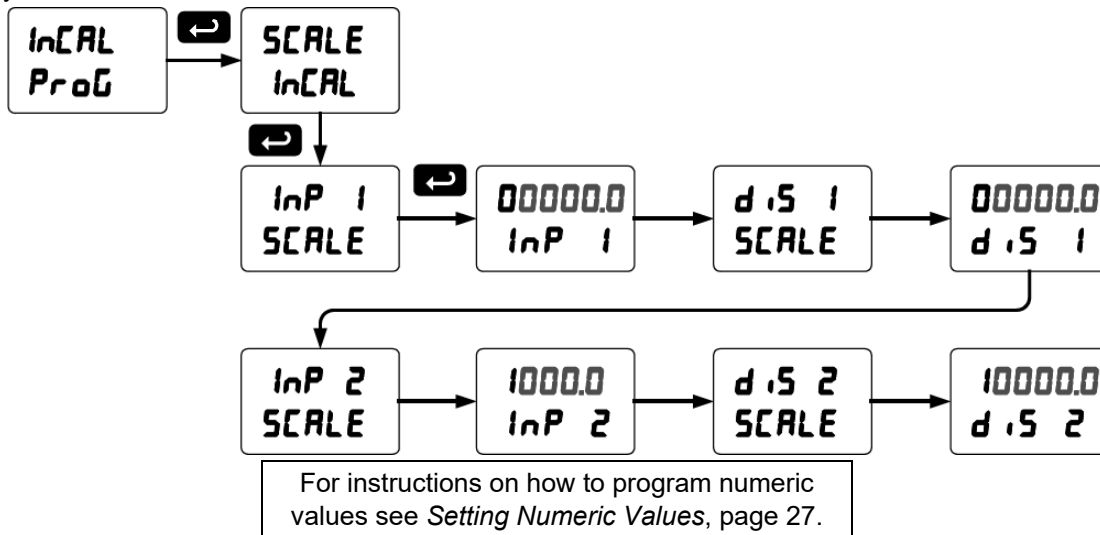 InCAL
ProG
SCALE
InCAL
InP 1
SCALE
00000.0
InP 1
diS 1
SCALE
00000.0
diS 1
InP 2
SCALE
1000.0
InP 2
diS 2
SCALE
10000.0
diS 2
For instructions on how to program numeric
values see Setting Numeric Values, page 27.